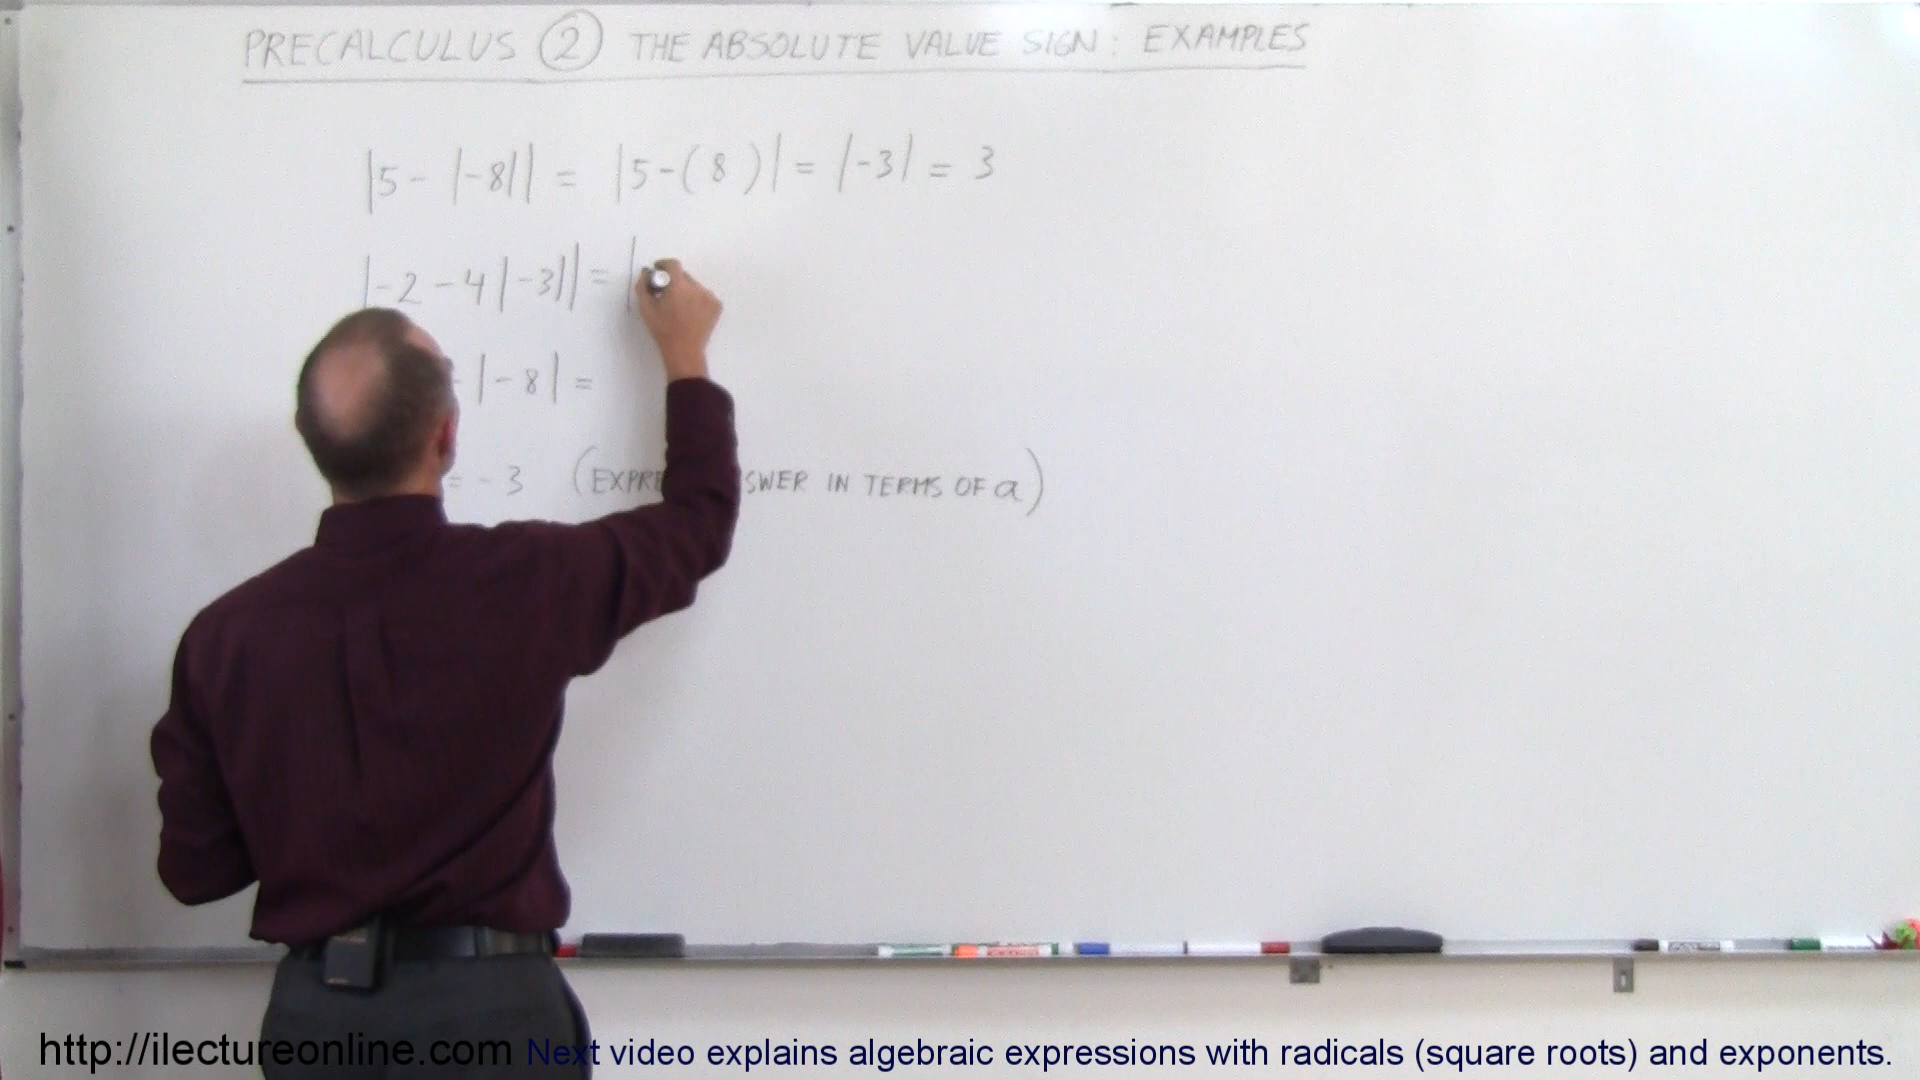 PRECALCULUS ② THE ABSOLUTE VALUE SIGN: EXAMPLES
|5-|-8|| = |5-(8)| = |-3| = 3
|-2-4|-3|| = |
|-8| =
= -3 (EXPRE SWER IN TERMS OF a)
http://ilectureonline.com Next video explains algebraic expressions with radicals (square roots) and exponents.